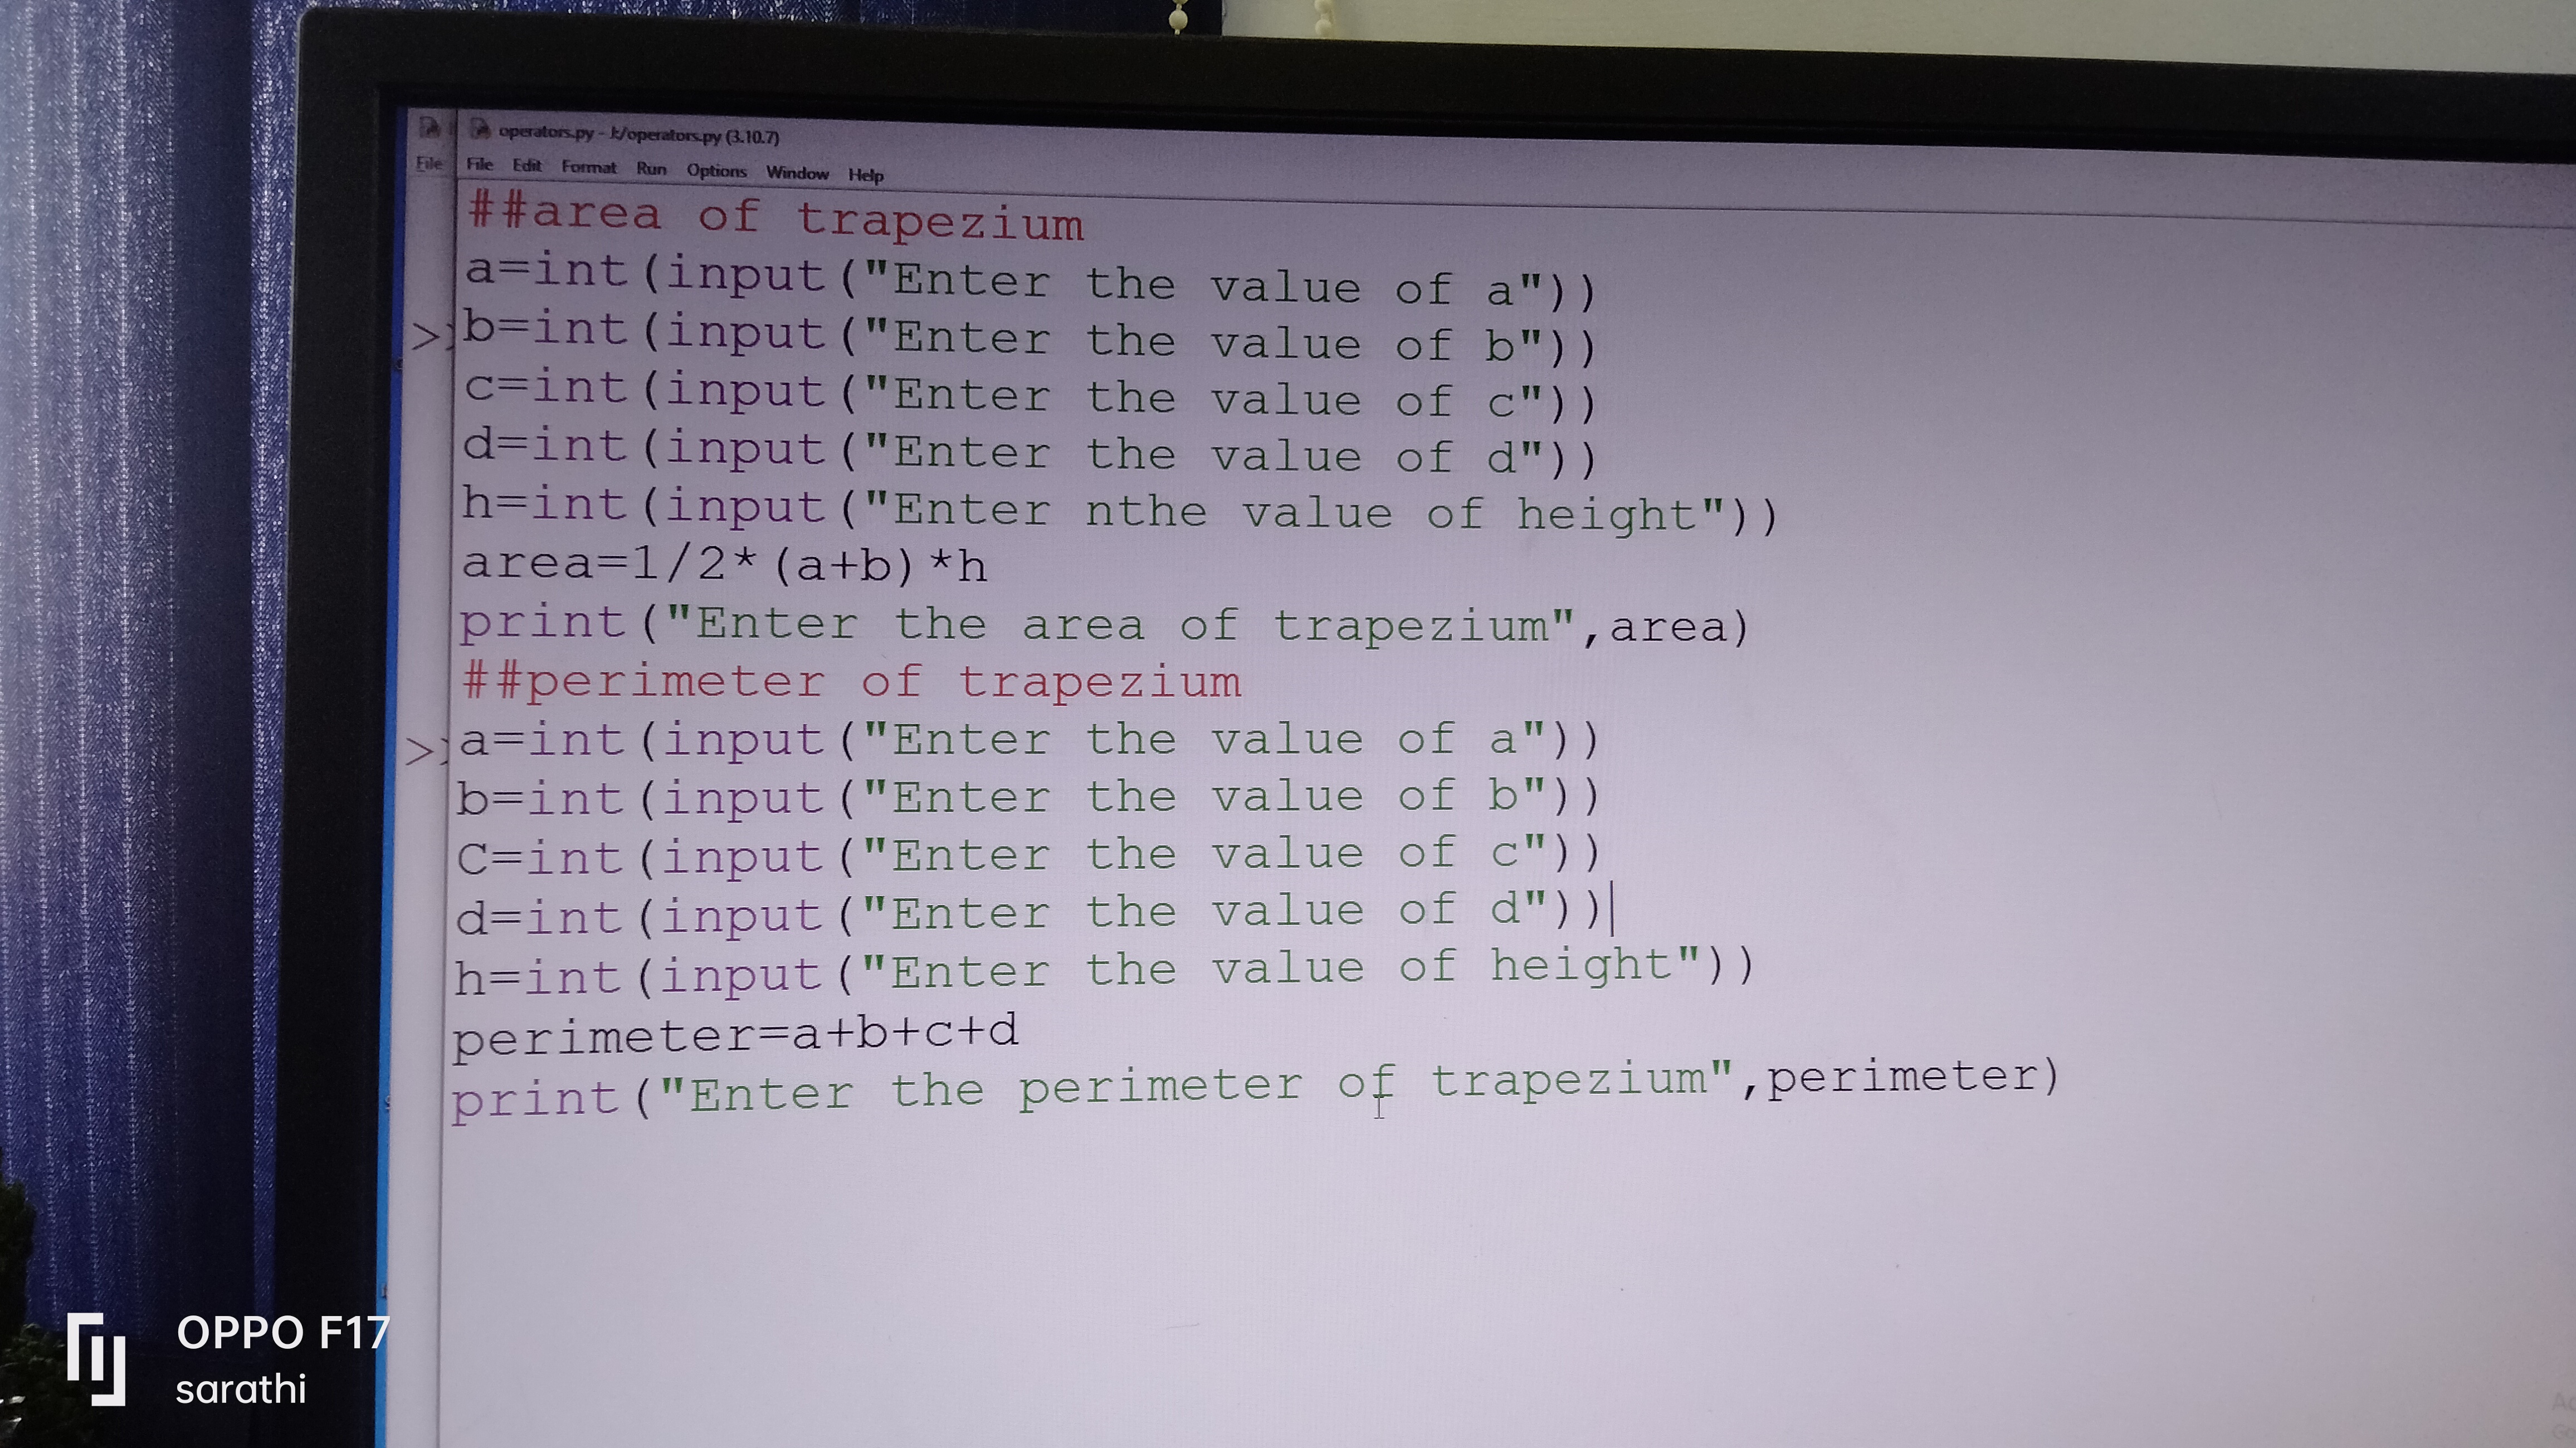 operators.py - J:/operators.py (3.10.7)
File
File Edit Format Run Options Window Help
##area of trapezium
a=int(input("Enter the value of a"))
>
b=int(input("Enter the value of b"))
c=int(input("Enter the value of c"))
d=int(input("Enter the value of d"))
h=int(input("Enter nthe value of height"))
area=1/2*(a+b)*h
print("Enter the area of trapezium",area)
##perimeter of trapezium
>
a=int(input("Enter the value of a"))
b=int(input("Enter the value of b"))
C=int(input("Enter the value of c"))
d=int(input("Enter the value of d"))
h=int(input("Enter the value of height"))
perimeter=a+b+c+d
print("Enter the perimeter of trapezium",perimeter)
OPPO F17
sarathi